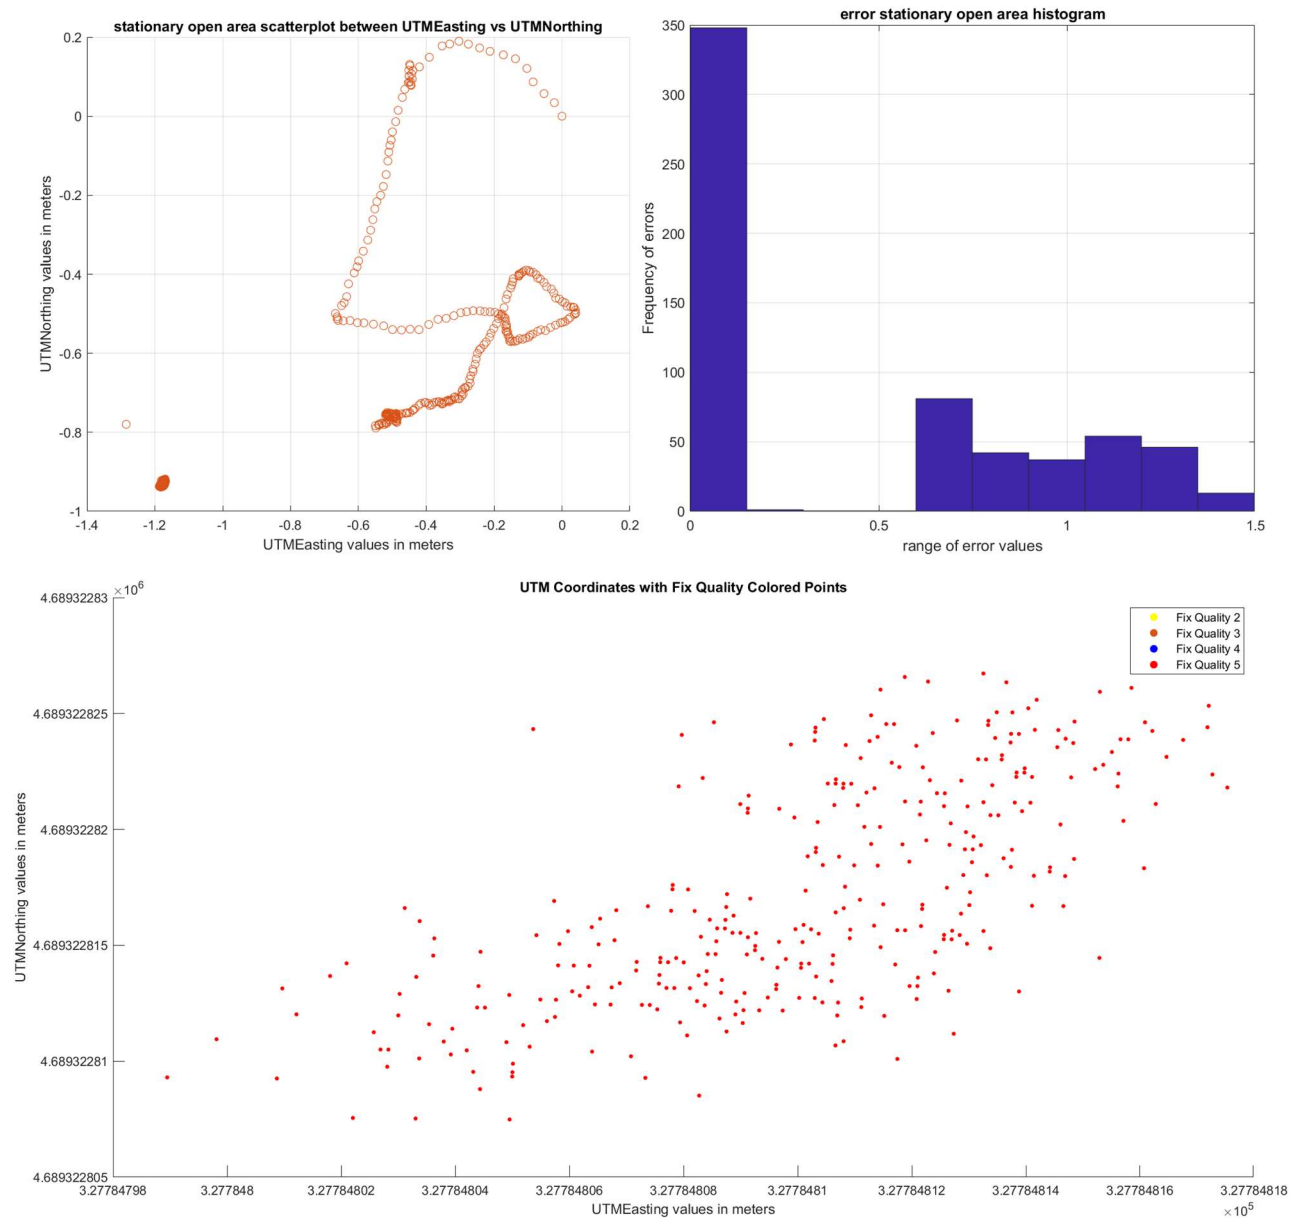 stationary open area scatterplot between UTMEasting vs UTMNorthing
0.2
0
-0.2
-0.4
-0.6
-0.8
-1
UTMNorthing values in meters
-1.4 -1.2 -1 -0.8 -0.6 -0.4 -0.2 0 0.2
UTMEasting values in meters
error stationary open area histogram
350
300
250
200
150
100
50
0
Frequency of errors
0 0.5 1 1.5
range of error values
UTM Coordinates with Fix Quality Colored Points
×10⁶
4.68932283
4.689322825
4.68932282
4.689322815
4.68932281
4.689322805
UTMNorthing values in meters
Fix Quality 2
Fix Quality 3
Fix Quality 4
Fix Quality 5
3.27784798 3.277848 3.27784802 3.27784804 3.27784806 3.27784808 3.2778481 3.27784812 3.27784814 3.27784816 3.27784818
UTMEasting values in meters
×10⁵